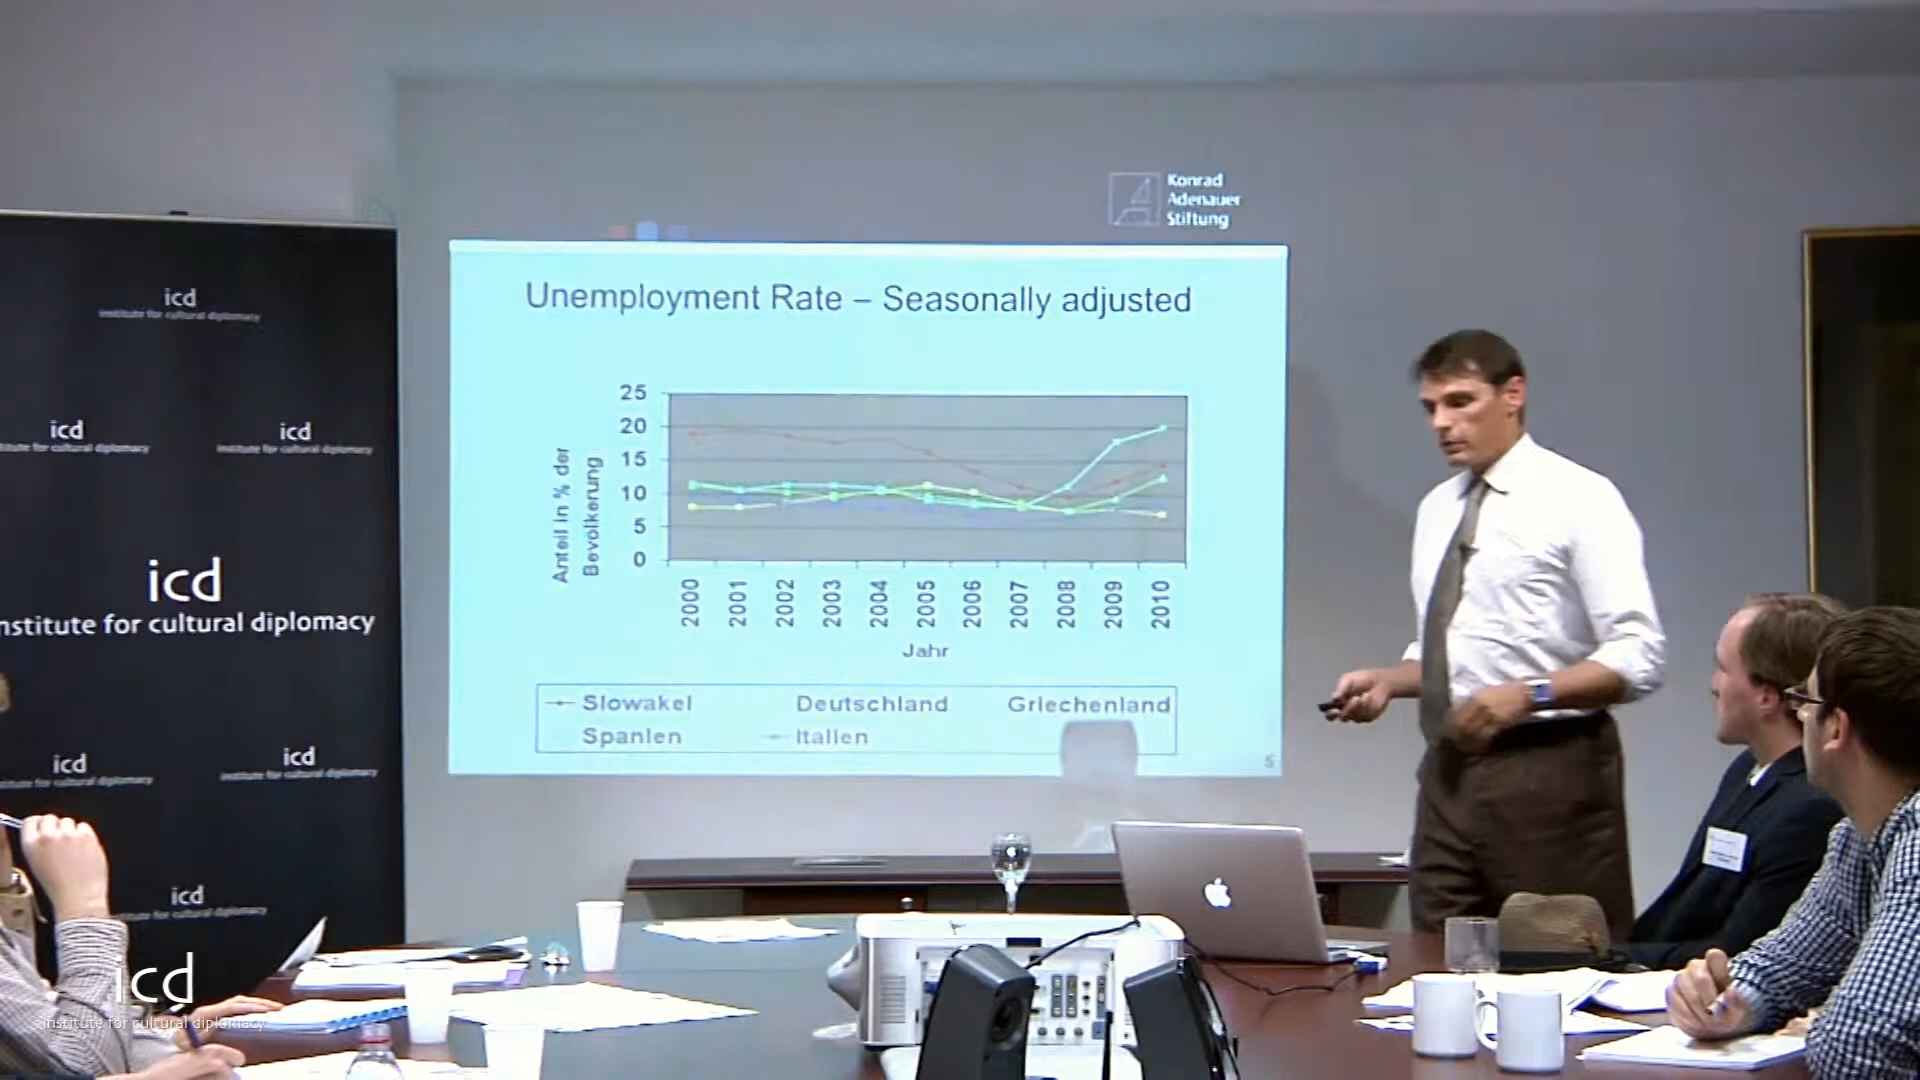 Konrad
Adenauer
Stiftung
Unemployment Rate – Seasonally adjusted
Anteil in % der
Bevölkerung
25
20
15
10
5
0
2000 2001 2002 2003 2004 2005 2006 2007 2008 2009 2010
Jahr
Slowakei Deutschland Griechenland
Spanien Italien
5
icd
institute for cultural diplomacy
icd
titute for cultural diplomacy
icd
institute for cultural diplomacy
icd
nstitute for cultural diplomacy
icd
titute for cultural diplomacy
icd
institute for cultural diplomacy
icd
institute for cultural diplomacy
icd
institute for cultural diplomacy